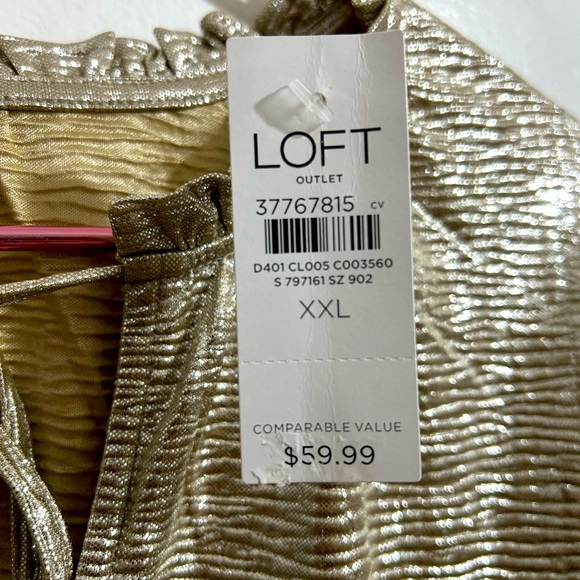 LOFT
OUTLET
37767815 CV
D401 CL005 C003560
S 797161 SZ 902
XXL
COMPARABLE VALUE
$59.99